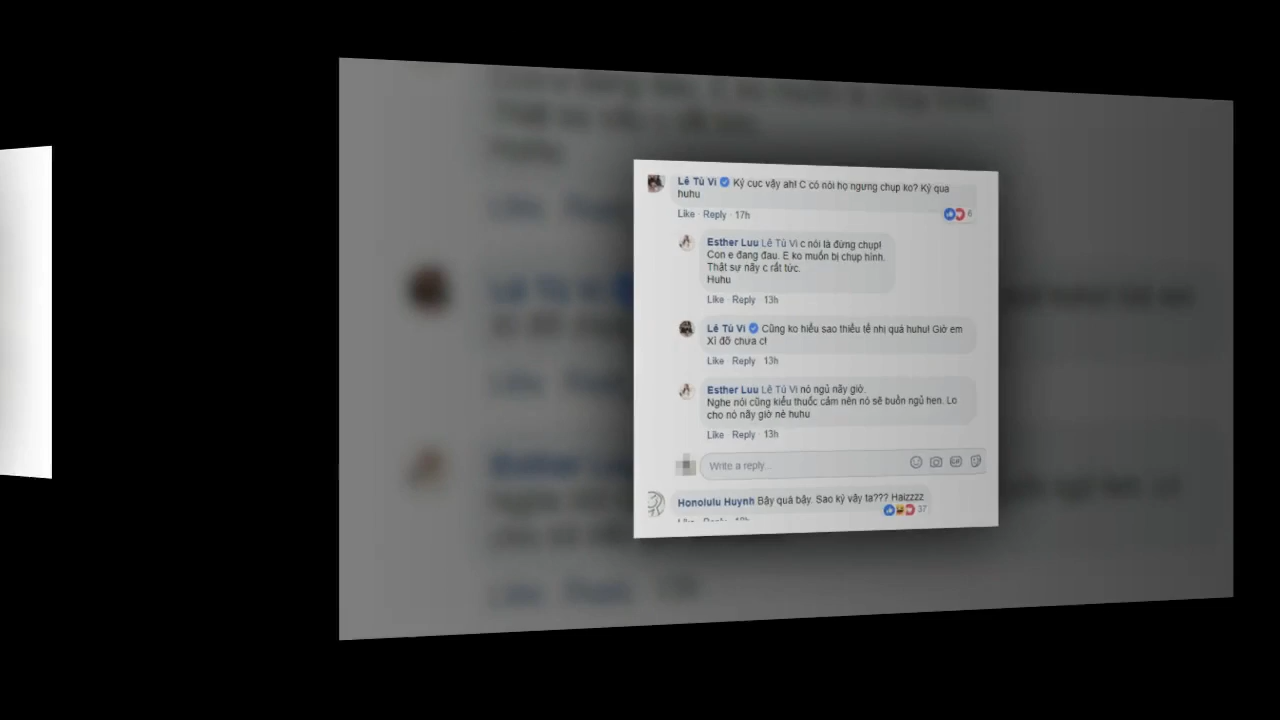 Lê Tú Vi Kỳ cục vậy ah! C có nói họ ngưng chụp ko? Kỳ quá
huhu
Like · Reply · 17h
6
Esther Luu Lê Tú Vi c nói là đừng chụp!
Con e đang đau. E ko muốn bị chụp hình.
Thật sự nãy c rất tức.
Huhu
Like · Reply · 13h
Lê Tú Vi Cũng ko hiểu sao thiếu tế nhị quá huhu! Giờ em
Xỉ đỡ chưa c!
Like · Reply · 13h
Esther Luu Lê Tú Vi nó ngủ nãy giờ.
Nghe nói cũng kiểu thuốc cảm nên nó sẽ buồn ngủ hen. Lo
cho nó nãy giờ nè huhu
Like · Reply · 13h
Write a reply...
Honolulu Huynh Bậy quá bậy. Sao kỳ vậy ta??? Haizzzz
37